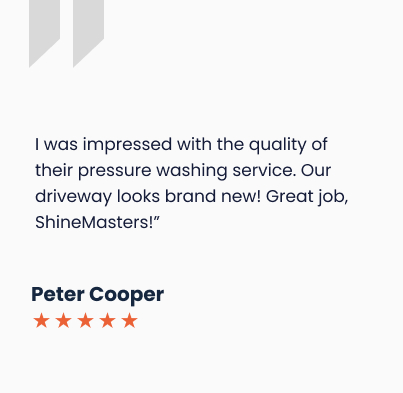 I was impressed with the quality of
their pressure washing service. Our
driveway looks brand new! Great job,
ShineMasters!”
Peter Cooper